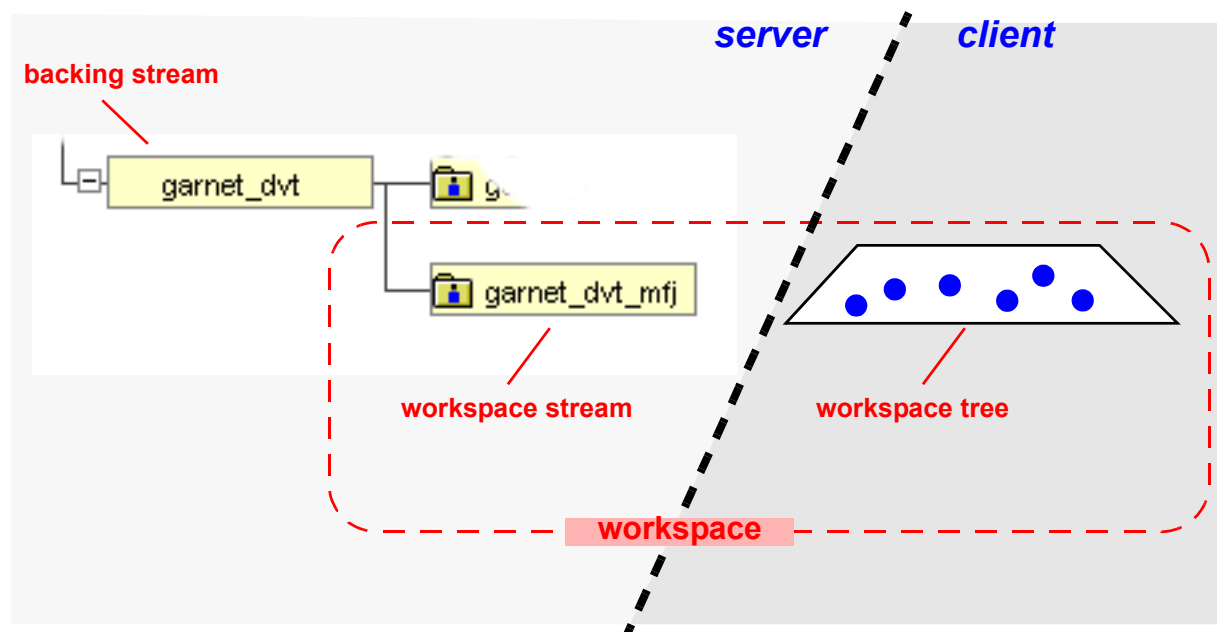 server
client
backing stream
garnet_dvt
garnet_dvt_mfj
workspace stream
workspace tree
workspace